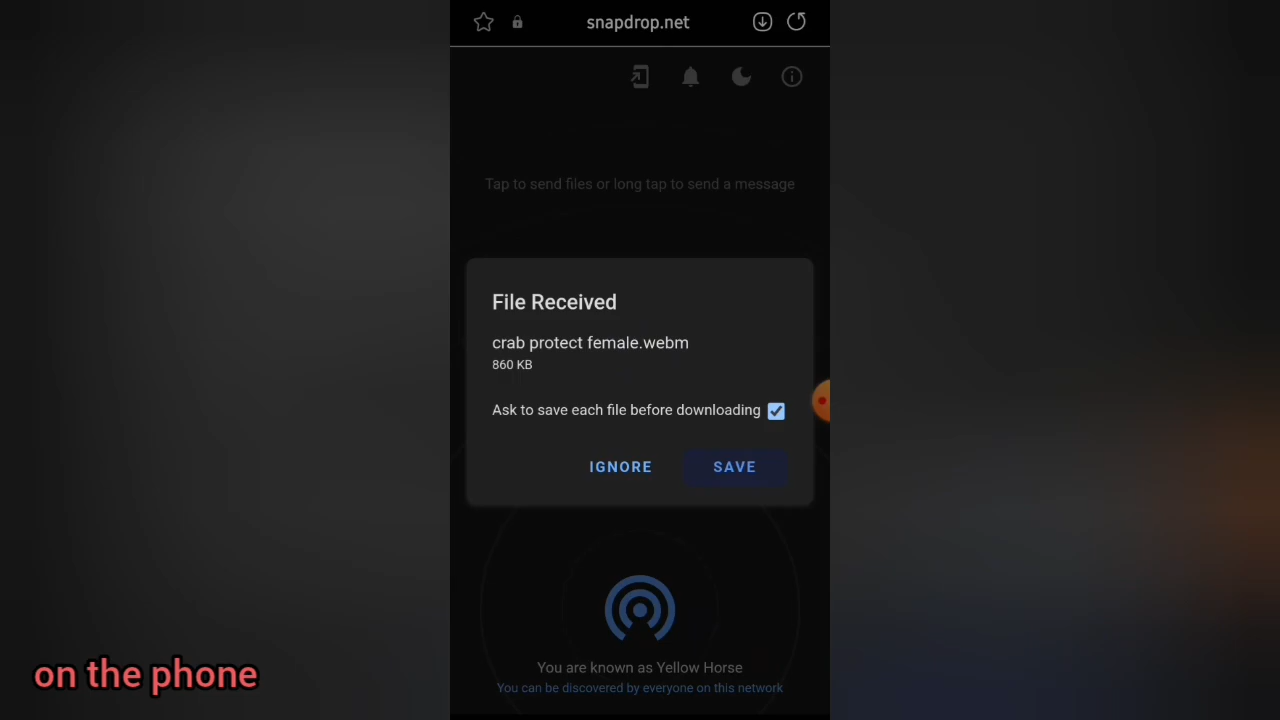 snapdrop.net
Tap to send files or long tap to send a message
File Received
crab protect female.webm
860 KB
Ask to save each file before downloading
IGNORE SAVE
You are known as Yellow Horse
You can be discovered by everyone on this network
on the phone